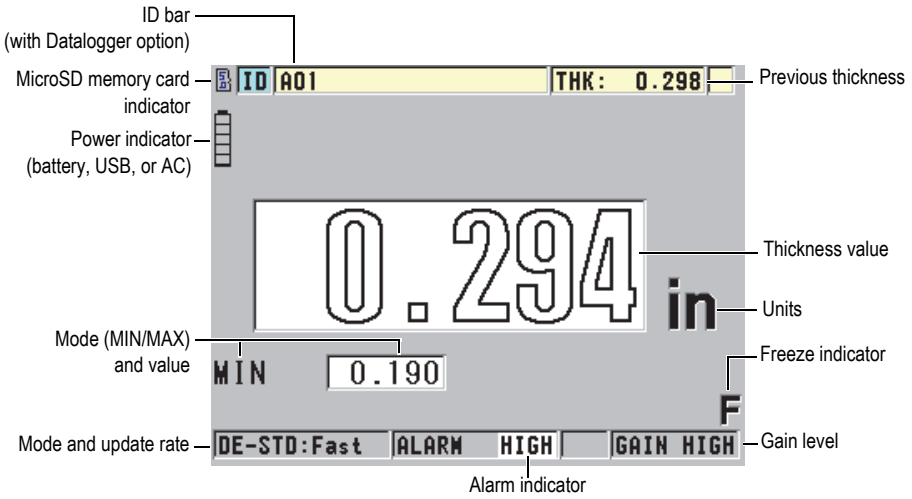 ID bar
(with Datalogger option)
MicroSD memory card
indicator
Power indicator
(battery, USB, or AC)
Mode (MIN/MAX)
and value
Mode and update rate
ID A01 THK: 0.298
0.294
in
MIN 0.190
F
DE-STD:Fast ALARM HIGH GAIN HIGH
Previous thickness
Thickness value
Units
Freeze indicator
Gain level
Alarm indicator